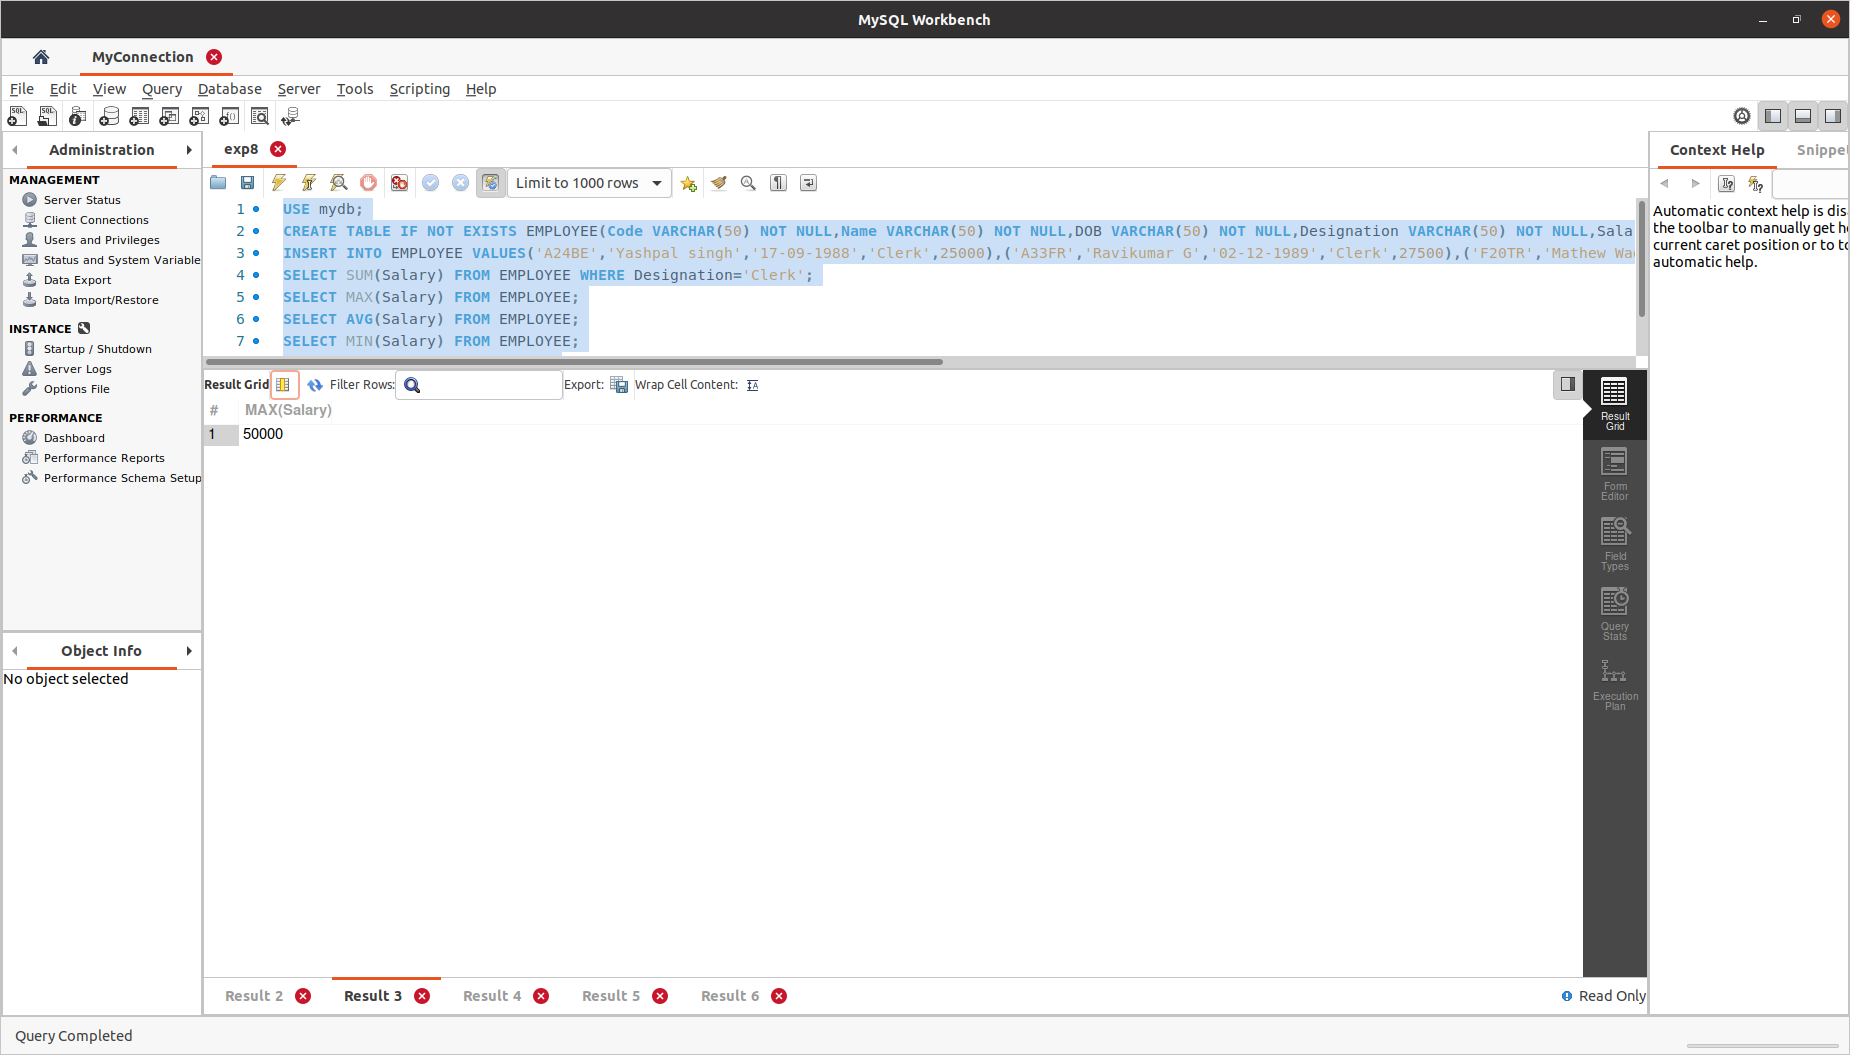 MySQL Workbench
MyConnection
File Edit View Query Database Server Tools Scripting Help
Administration
MANAGEMENT
Server Status
Client Connections
Users and Privileges
Status and System Variable
Data Export
Data Import/Restore
INSTANCE
Startup / Shutdown
Server Logs
Options File
PERFORMANCE
Dashboard
Performance Reports
Performance Schema Setup
Object Info
No object selected
exp8
Limit to 1000 rows
1 USE mydb;
2 CREATE TABLE IF NOT EXISTS EMPLOYEE(Code VARCHAR(50) NOT NULL,Name VARCHAR(50) NOT NULL,DOB VARCHAR(50) NOT NULL,Designation VARCHAR(50) NOT NULL,Sala
3 INSERT INTO EMPLOYEE VALUES('A24BE','Yashpal singh','17-09-1988','Clerk',25000),('A33FR','Ravikumar G','02-12-1989','Clerk',27500),('F20TR','Mathew Wa
4 SELECT SUM(Salary) FROM EMPLOYEE WHERE Designation='Clerk';
5 SELECT MAX(Salary) FROM EMPLOYEE;
6 SELECT AVG(Salary) FROM EMPLOYEE;
7 SELECT MIN(Salary) FROM EMPLOYEE;
Result Grid Filter Rows: Export: Wrap Cell Content:
# MAX(Salary)
1 50000
Result Grid
Form Editor
Field Types
Query Stats
Execution Plan
Result 2 Result 3 Result 4 Result 5 Result 6
Read Only
Context Help Snippet
Automatic context help is dis
the toolbar to manually get h
current caret position or to to
automatic help.
Query Completed